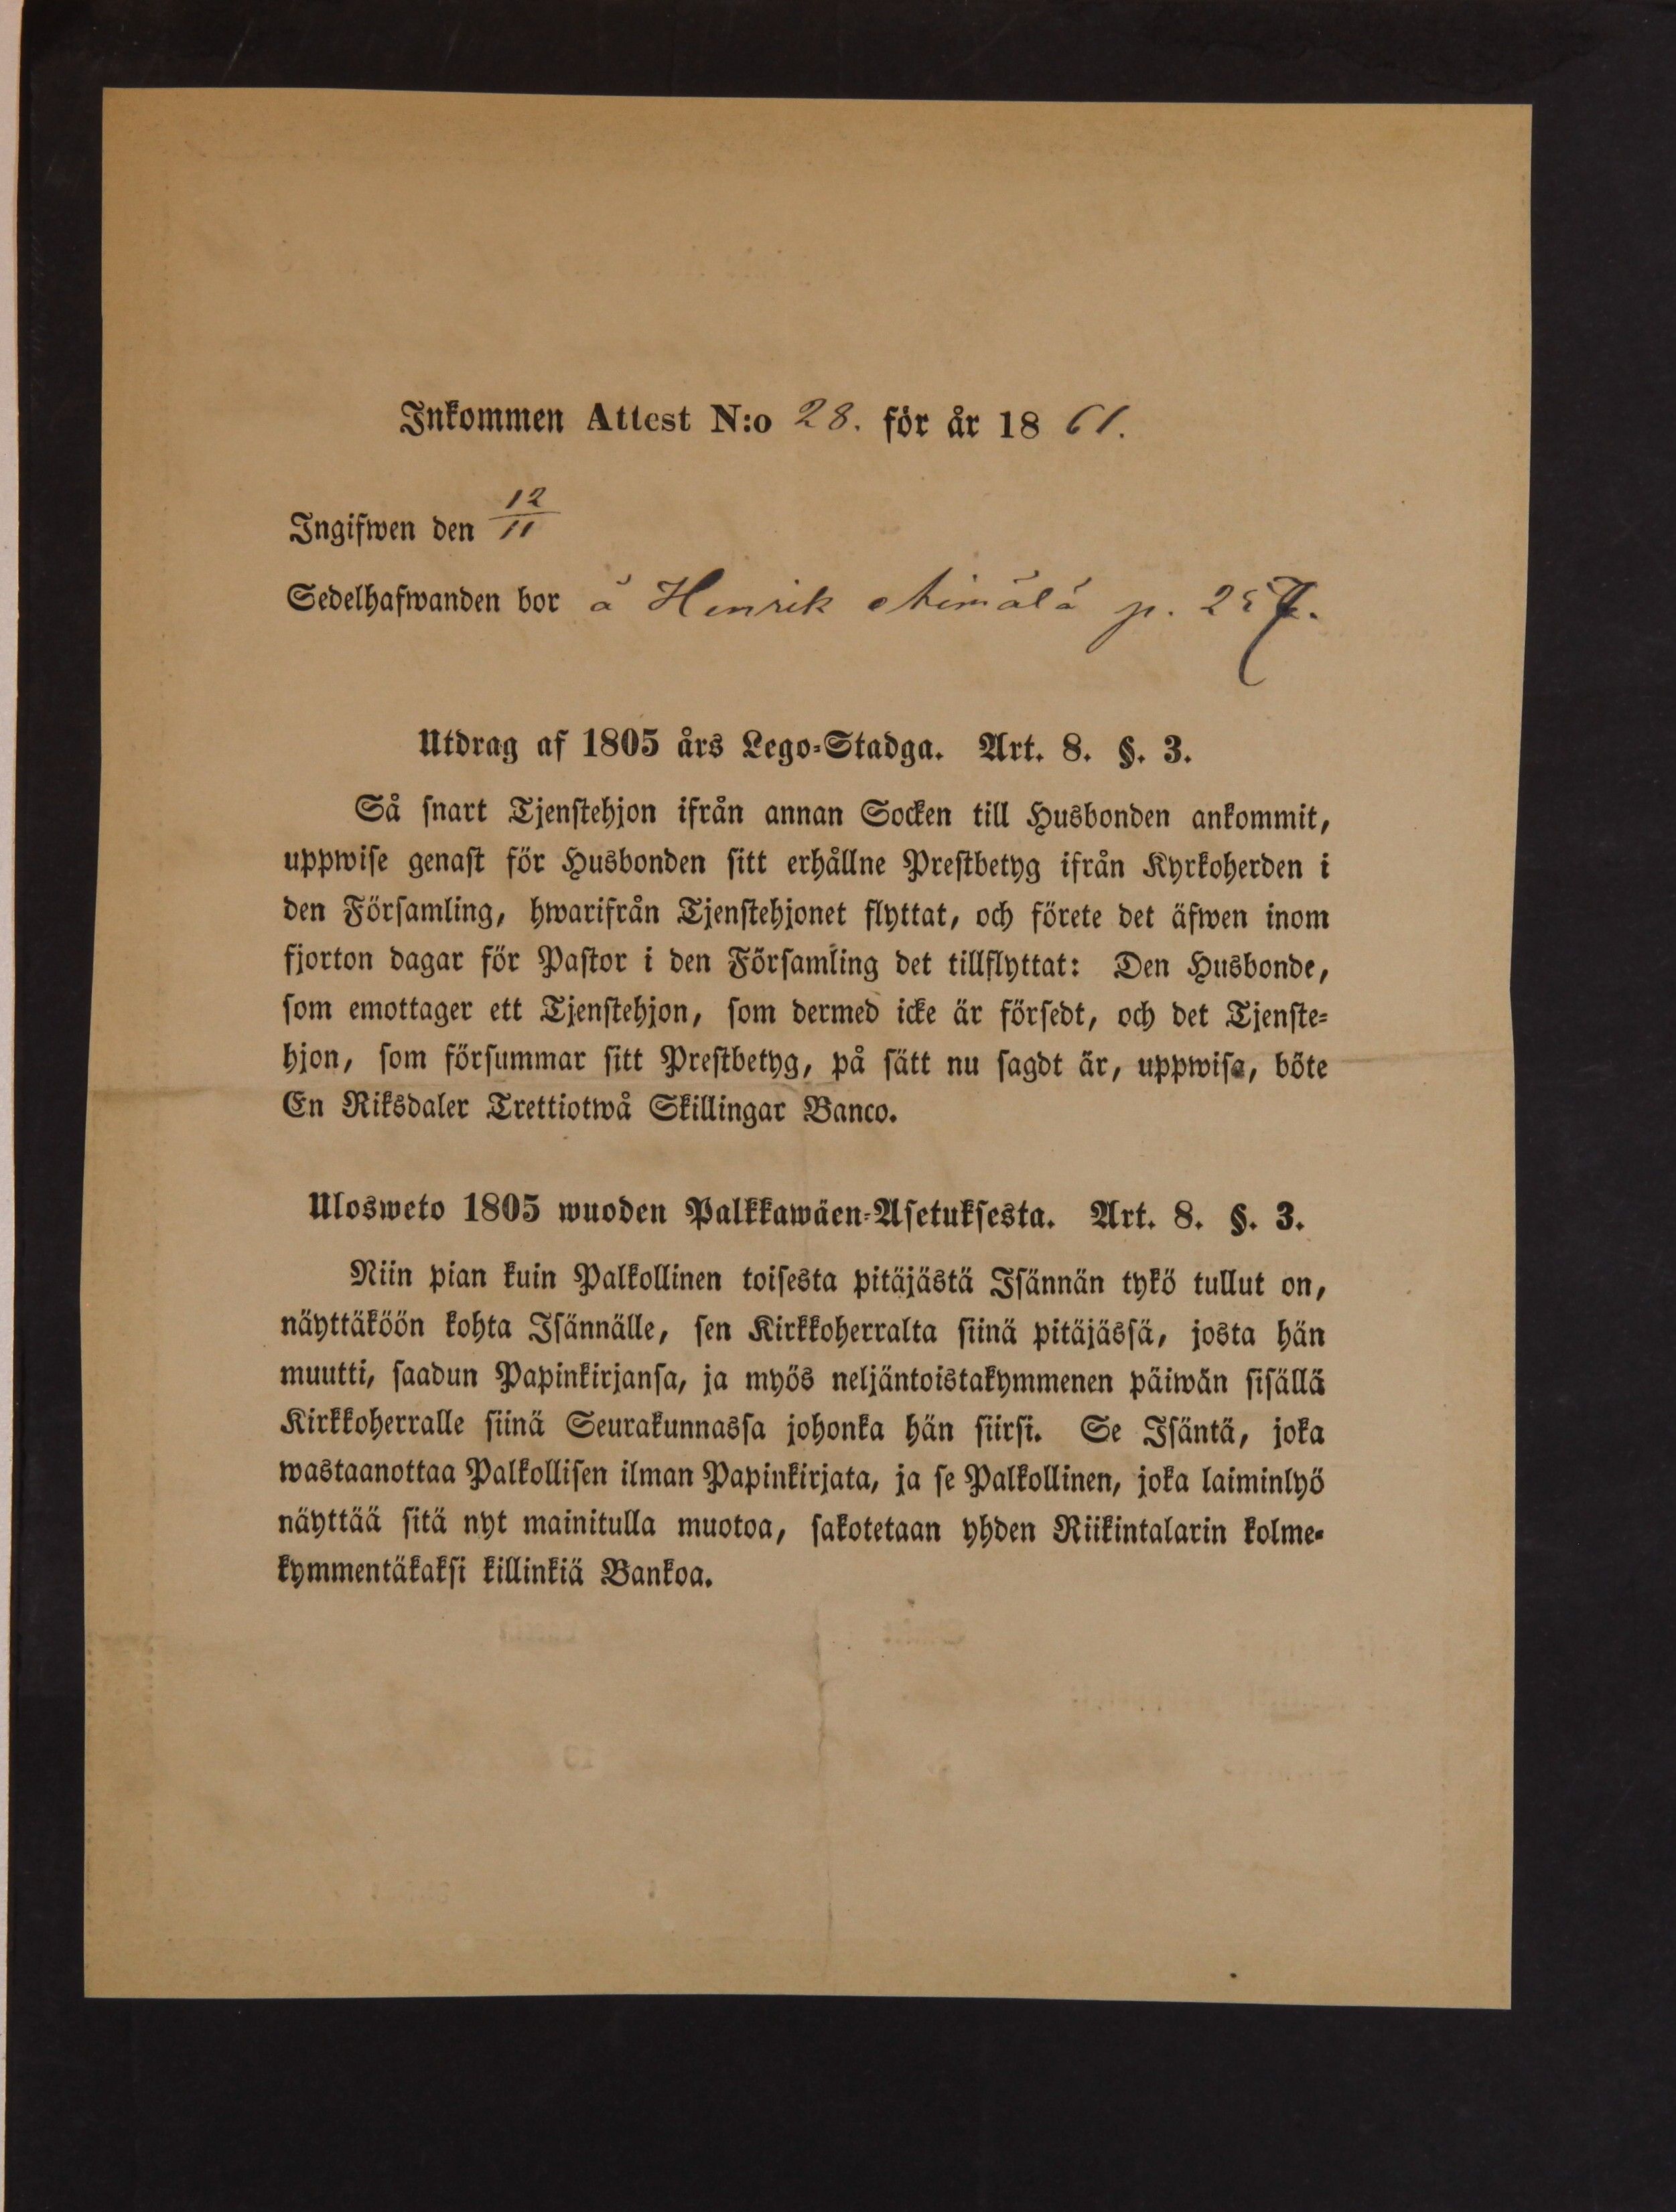 Inkommen Attest N:o 28. för år 18 61.
Ingifwen den 12/11
Sedelhafwanden bor å Henrik Aimälä p. 257.
Utdrag af 1805 års Lego-Stadga. Art. 8. §. 3.
Så snart Tjenstehjon ifrån annan Socken till Husbonden ankommit,
uppwise genast för Husbonden sitt erhållne Prestbetyg ifrån Kyrkoherden i
den Församling, hwarifrån Tjenstehjonet flyttat, och förete det äfwen inom
fjorton dagar för Pastor i den Församling det tillflyttat: Den Husbonde,
som emottager ett Tjenstehjon, som dermed icke är försedt, och det Tjenste-
hjon, som försummar sitt Prestbetyg, på sätt nu sagdt är, uppwisa, böte
En Riksdaler Trettiotwå Skillingar Banco.
Ulosweto 1805 wuoden Palkkawäen-Asetuksesta. Art. 8. §. 3.
Niin pian kuin Palkollinen toisesta pitäjästä Isännän tykö tullut on,
näyttäköön kohta Isännälle, sen Kirkkoherralta siinä pitäjässä, josta hän
muutti, saadun Papinkirjansa, ja myös neljäntoistakymmenen päiwän sisällä
Kirkkoherralle siinä Seurakunnassa johonka hän siirsi. Se Isäntä, joka
wastaanottaa Palkollisen ilman Papinkirjata, ja se Palkollinen, joka laiminlyö
näyttää sitä nyt mainitulla muotoa, sakotetaan yhden Riikintalarin kolme-
kymmentäkaksi killinkiä Bankoa.